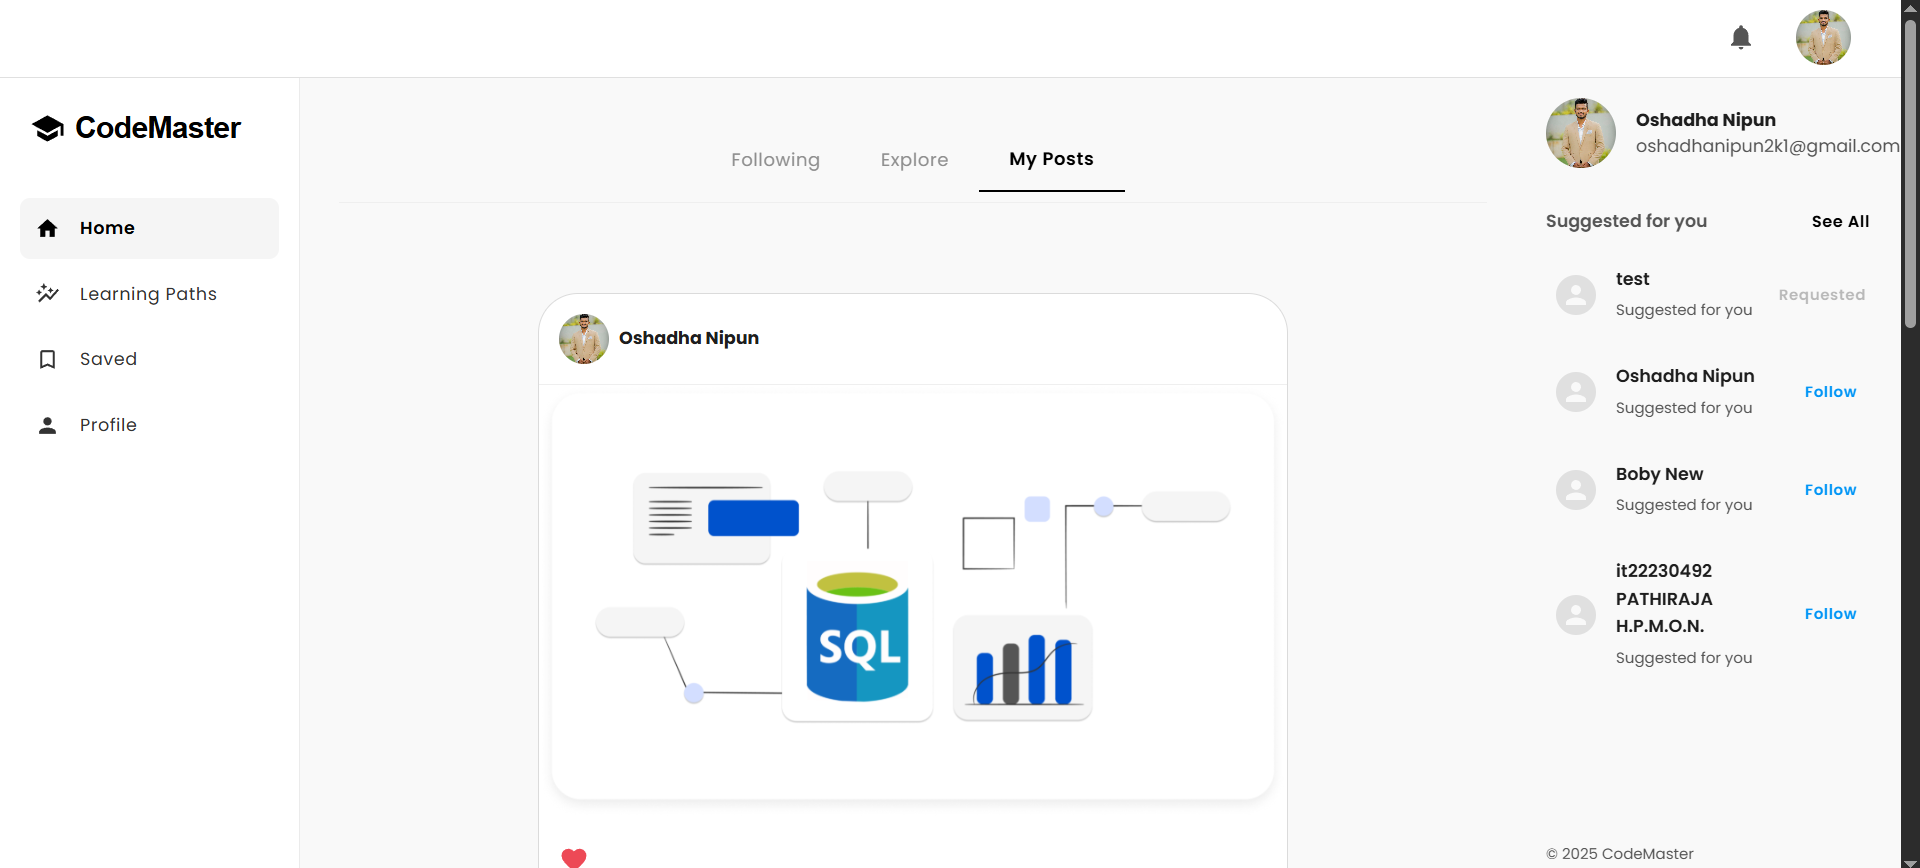 CodeMaster
Home
Learning Paths
Saved
Profile
Following
Explore
My Posts
Oshadha Nipun
SQL
Oshadha Nipun
oshadhanipun2k1@gmail.com
Suggested for you
See All
test
Suggested for you
Requested
Oshadha Nipun
Suggested for you
Follow
Boby New
Suggested for you
Follow
it22230492
PATHIRAJA
H.P.M.O.N.
Suggested for you
Follow
© 2025 CodeMaster